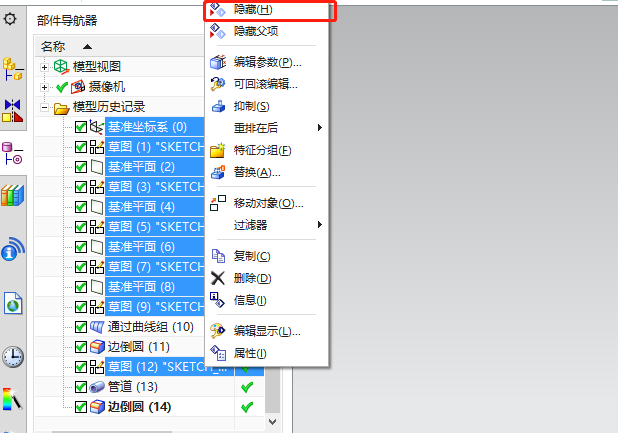 部件导航器
名称
模型视图
摄像机
模型历史记录
基准坐标系 (0)
草图 (1) "SKETCH
基准平面 (2)
草图 (3) "SKETCH
基准平面 (4)
草图 (5) "SKETCH
基准平面 (6)
草图 (7) "SKETCH
基准平面 (8)
草图 (9) "SKETCH
通过曲线组 (10)
边倒圆 (11)
草图 (12) "SKETCH_...
管道 (13)
边倒圆 (14)
隐藏(H)
隐藏父项
编辑参数(P)...
可回滚编辑...
抑制(S)
重排在后
特征分组(F)
替换(A)...
移动对象(O)...
过滤器
复制(C)
删除(D)
信息(I)
编辑显示(L)...
属性(I)